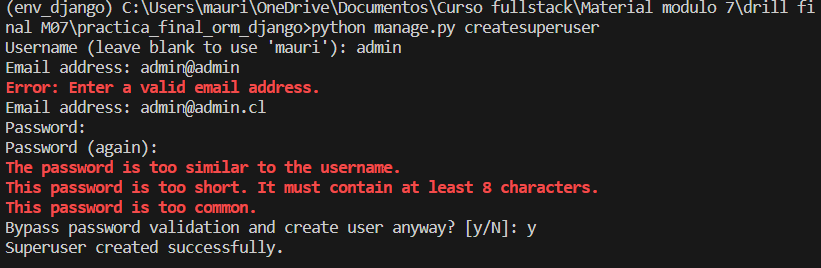 (env_django) C:\Users\mauri\OneDrive\Documentos\Curso fullstack\Material modulo 7\drill fi
nal M07\practica_final_orm_django>python manage.py createsuperuser
Username (leave blank to use 'mauri'): admin
Email address: admin@admin
Error: Enter a valid email address.
Email address: admin@admin.cl
Password:
Password (again):
The password is too similar to the username.
This password is too short. It must contain at least 8 characters.
This password is too common.
Bypass password validation and create user anyway? [y/N]: y
Superuser created successfully.